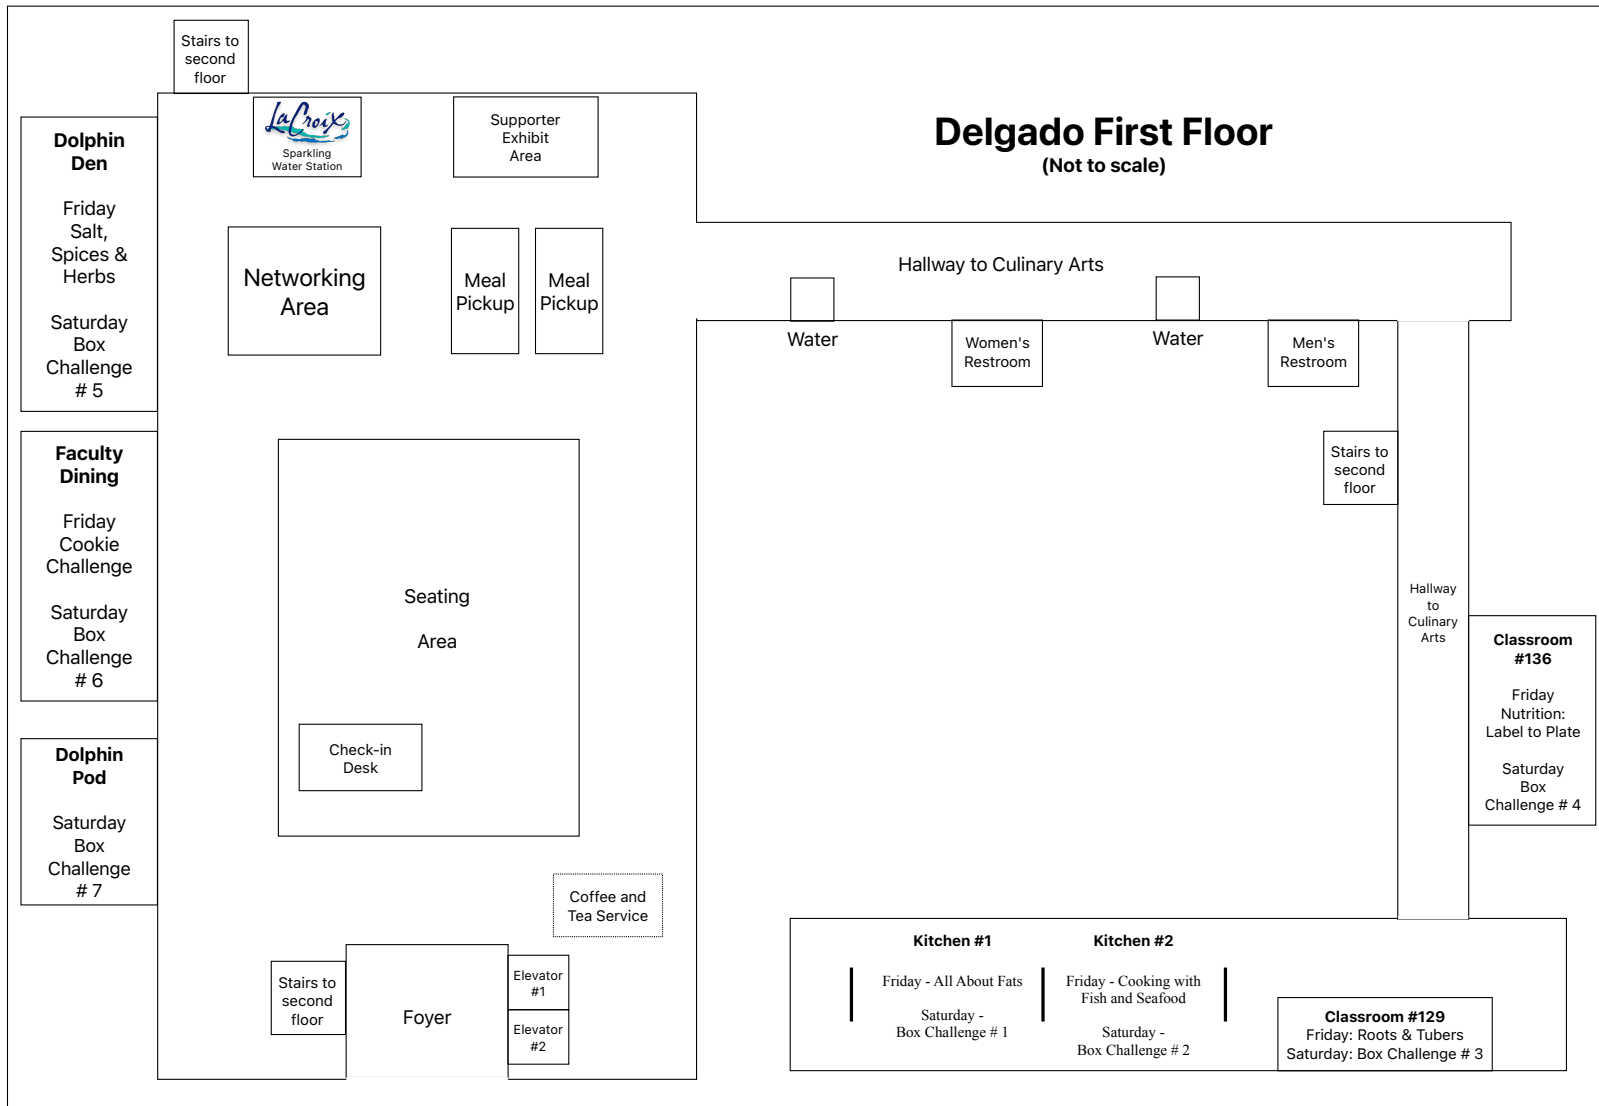 Stairs to
second
floor
LaCroix
Sparkling
Water Station
Supporter
Exhibit
Area
Delgado First Floor
(Not to scale)
Dolphin
Den
Friday
Salt,
Spices &
Herbs
Saturday
Box
Challenge
# 5
Networking
Area
Meal
Pickup
Meal
Pickup
Hallway to Culinary Arts
Water
Women's
Restroom
Water
Men's
Restroom
Faculty
Dining
Friday
Cookie
Challenge
Saturday
Box
Challenge
# 6
Seating
Area
Stairs to
second
floor
Hallway
to
Culinary
Arts
Classroom
#136
Friday
Nutrition:
Label to Plate
Saturday
Box
Challenge # 4
Check-in
Desk
Dolphin
Pod
Saturday
Box
Challenge
# 7
Coffee and
Tea Service
Stairs to
second
floor
Foyer
Elevator
#1
Elevator
#2
Kitchen #1
Friday - All About Fats
Saturday -
Box Challenge # 1
Kitchen #2
Friday - Cooking with
Fish and Seafood
Saturday -
Box Challenge # 2
Classroom #129
Friday: Roots & Tubers
Saturday: Box Challenge # 3